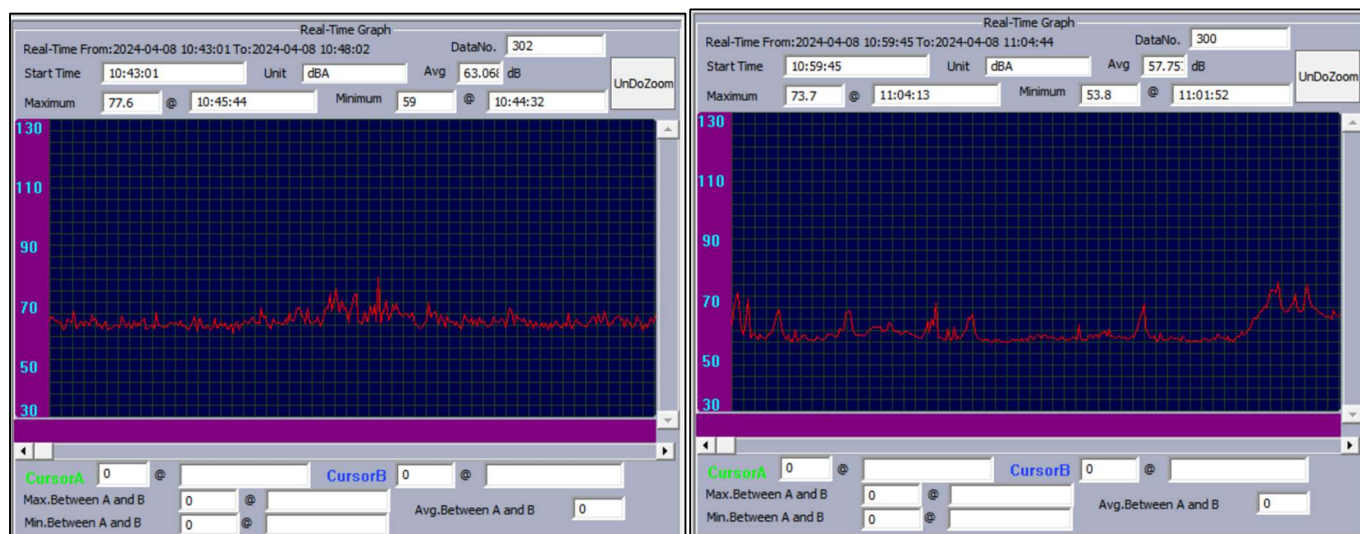 Real-Time Graph
Real-Time From:2024-04-08 10:43:01 To:2024-04-08 10:48:02 DataNo. 302
Start Time 10:43:01 Unit dBA Avg 63.068 dB
UnDoZoom
Maximum 77.6 @ 10:45:44 Minimum 59 @ 10:44:32
130
110
90
70
50
30
CursorA 0 @ CursorB 0 @
Max.Between A and B 0 @
Avg.Between A and B 0
Min.Between A and B 0 @
Real-Time Graph
Real-Time From:2024-04-08 10:59:45 To:2024-04-08 11:04:44 DataNo. 300
Start Time 10:59:45 Unit dBA Avg dB
UnDoZoom
Maximum 73.7 @ 11:04:13 Minimum 53.8 @ 11:01:52
130
110
90
70
50
30
CursorA 0 @ CursorB 0 @
Max.Between A and B 0 @
Avg.Between A and B 0
Min.Between A and B 0 @